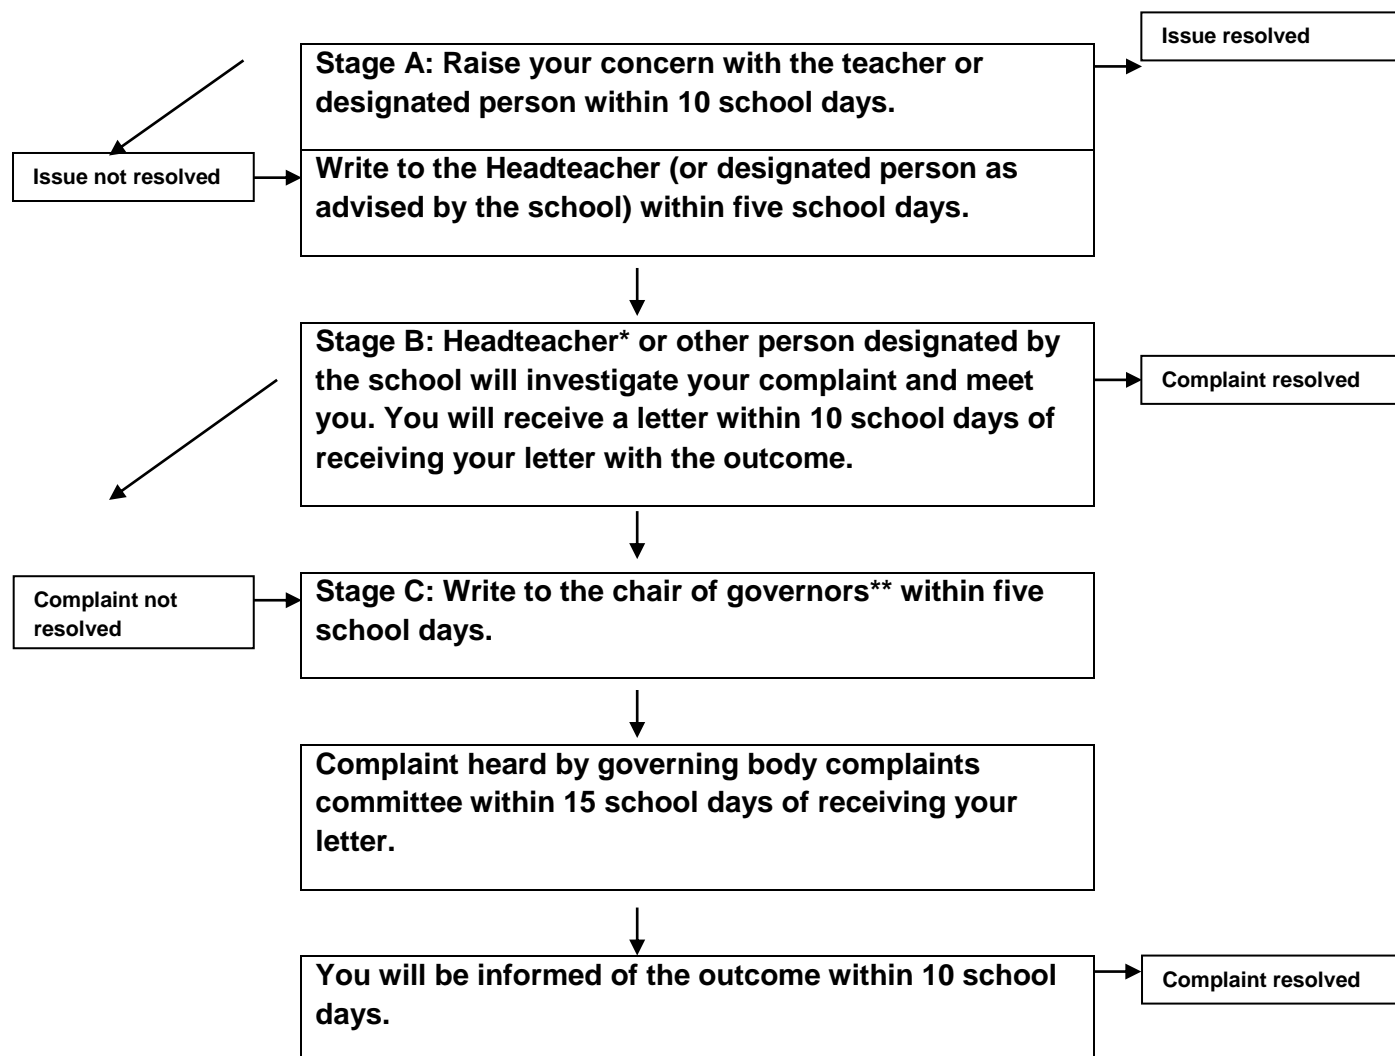 Issue resolved
Stage A: Raise your concern with the teacher or
designated person within 10 school days.
Issue not resolved
Write to the Headteacher (or designated person as
advised by the school) within five school days.
Stage B: Headteacher* or other person designated by
the school will investigate your complaint and meet
you. You will receive a letter within 10 school days of
receiving your letter with the outcome.
Complaint resolved
Complaint not
resolved
Stage C: Write to the chair of governors** within five
school days.
Complaint heard by governing body complaints
committee within 15 school days of receiving your
letter.
You will be informed of the outcome within 10 school
days.
Complaint resolved